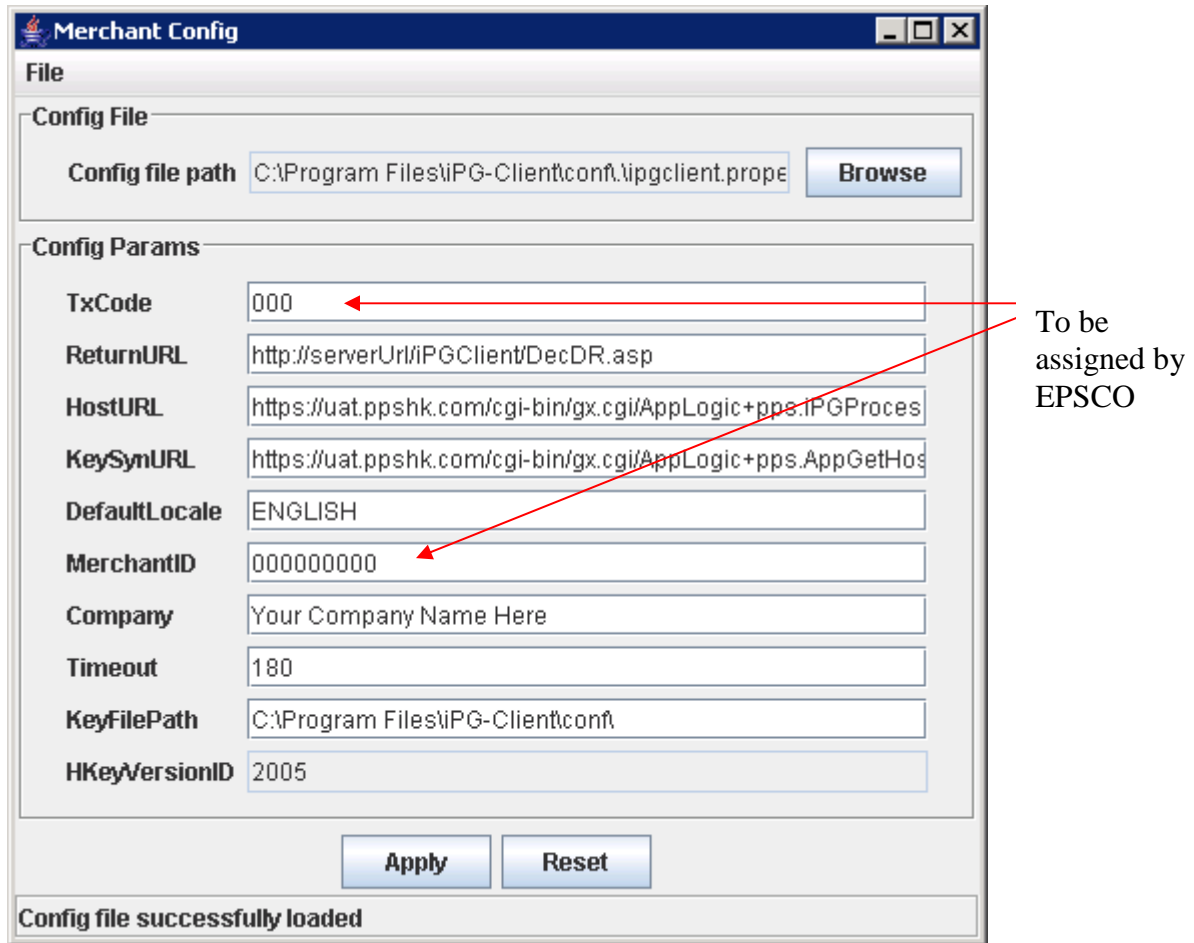 Merchant Config
File
Config File
Config file path C:\Program Files\iPG-Client\conf\.\ipgclient.prope Browse
Config Params
TxCode 000
ReturnURL http://serverUrl/iPGClient/DecDR.asp
HostURL https://uat.ppshk.com/cgi-bin/gx.cgi/AppLogic+pps.iPGProces
KeySynURL https://uat.ppshk.com/cgi-bin/gx.cgi/AppLogic+pps.AppGetHos
DefaultLocale ENGLISH
MerchantID 000000000
Company Your Company Name Here
Timeout 180
KeyFilePath C:\Program Files\iPG-Client\conf\
HKeyVersionID 2005
Apply Reset
Config file successfully loaded
To be
assigned by
EPSCO